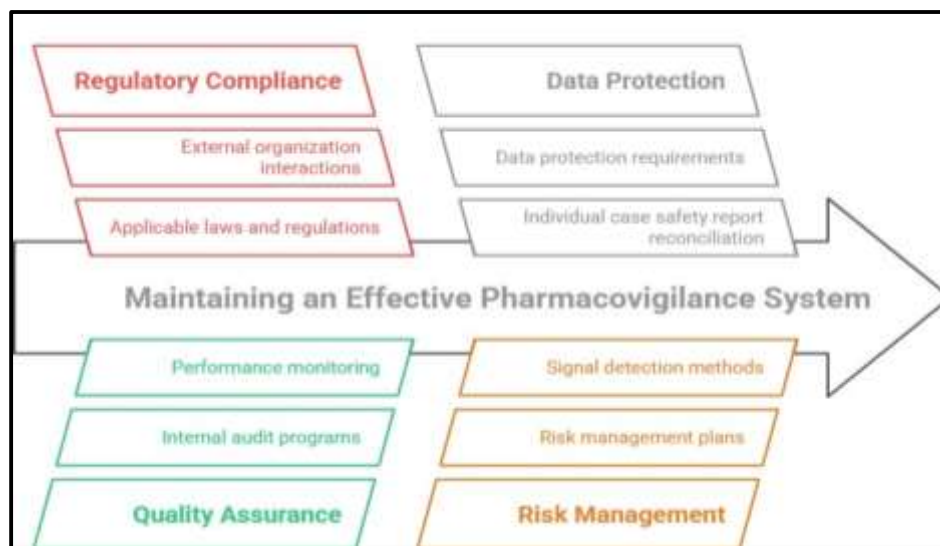 Regulatory Compliance
External organization
interactions
Applicable laws and regulations
Data Protection
Data protection requirements
Individual case safety report
reconciliation
Maintaining an Effective Pharmacovigilance System
Performance monitoring
Internal audit programs
Quality Assurance
Signal detection methods
Risk management plans
Risk Management